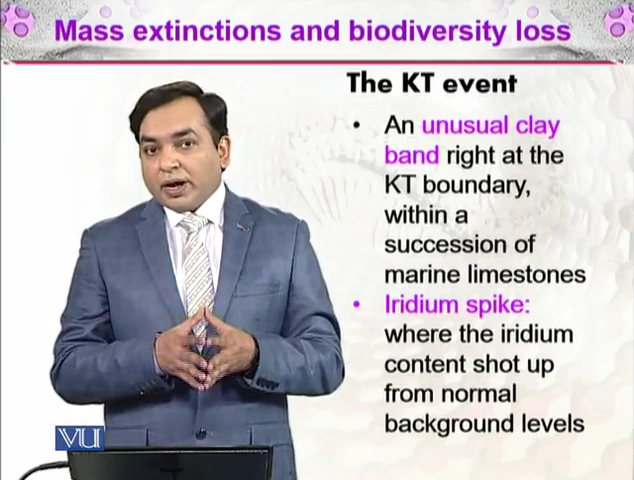 Mass extinctions and biodiversity loss
The KT event
• An unusual clay
band right at the
KT boundary,
within a
succession of
marine limestones
• Iridium spike:
where the iridium
content shot up
from normal
background levels
VU